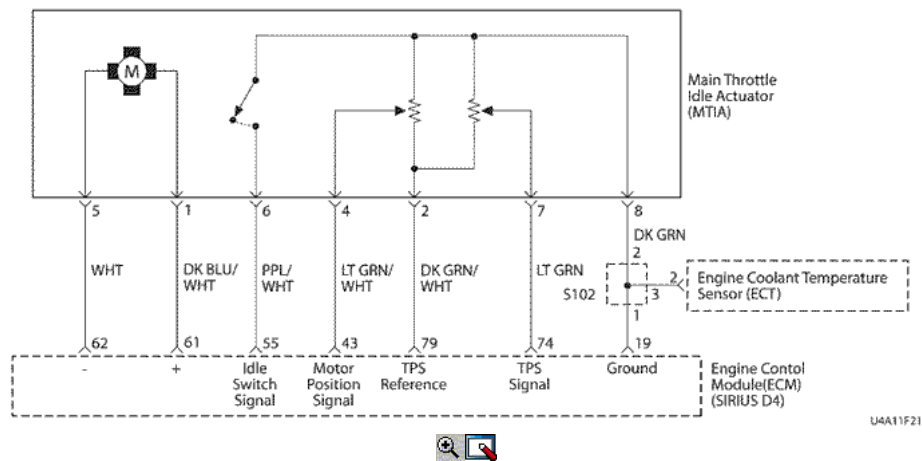 M
Main Throttle
Idle Actuator
(MTIA)
5
1
6
4
2
7
8
DK GRN
2
WHT
DK BLU/
WHT
PPL/
WHT
LT GRN/
WHT
DK GRN/
WHT
LT GRN
S102
3
2
1
Engine Coolant Temperature
Sensor (ECT)
62
61
55
43
79
74
19
-
+
Idle
Switch
Signal
Motor
Position
Signal
TPS
Reference
TPS
Signal
Ground
Engine Contol
Module(ECM)
(SIRIUS D4)
U4A11F21